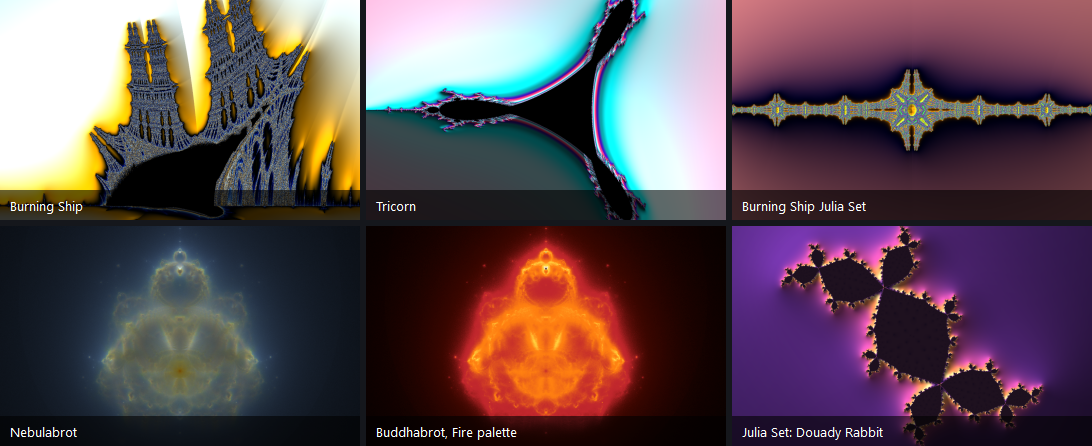 Burning Ship
Tricorn
Burning Ship Julia Set
Nebulabrot
Buddhabrot, Fire palette
Julia Set: Douady Rabbit